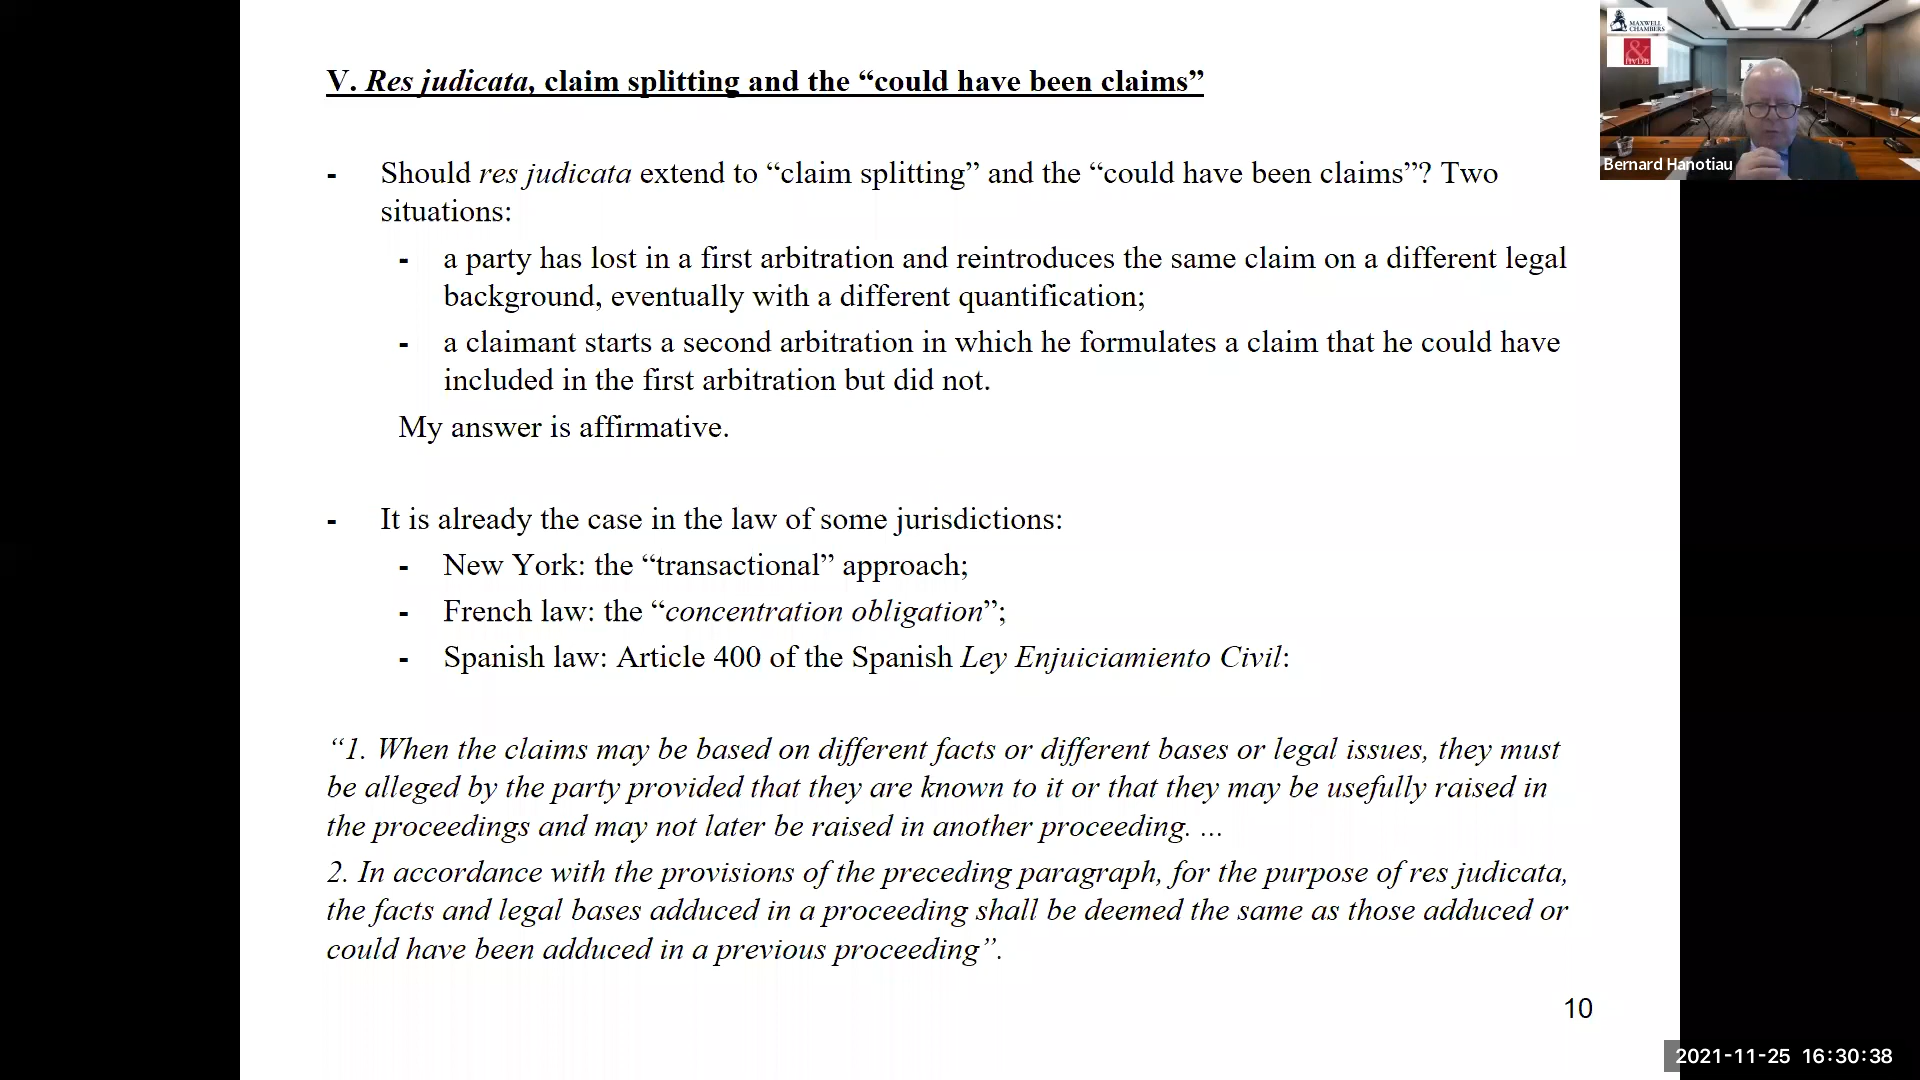 V. Res judicata, claim splitting and the “could have been claims”
- Should res judicata extend to “claim splitting” and the “could have been claims”? Two
situations:
- a party has lost in a first arbitration and reintroduces the same claim on a different legal
background, eventually with a different quantification;
- a claimant starts a second arbitration in which he formulates a claim that he could have
included in the first arbitration but did not.
My answer is affirmative.
- It is already the case in the law of some jurisdictions:
- New York: the “transactional” approach;
- French law: the “concentration obligation”;
- Spanish law: Article 400 of the Spanish Ley Enjuiciamiento Civil:
“1. When the claims may be based on different facts or different bases or legal issues, they must
be alleged by the party provided that they are known to it or that they may be usefully raised in
the proceedings and may not later be raised in another proceeding. ...
2. In accordance with the provisions of the preceding paragraph, for the purpose of res judicata,
the facts and legal bases adduced in a proceeding shall be deemed the same as those adduced or
could have been adduced in a previous proceeding”.
10
MAXWELL
CHAMBERS
&
HVDB
Bernard Hanotiau
2021-11-25 16:30:38